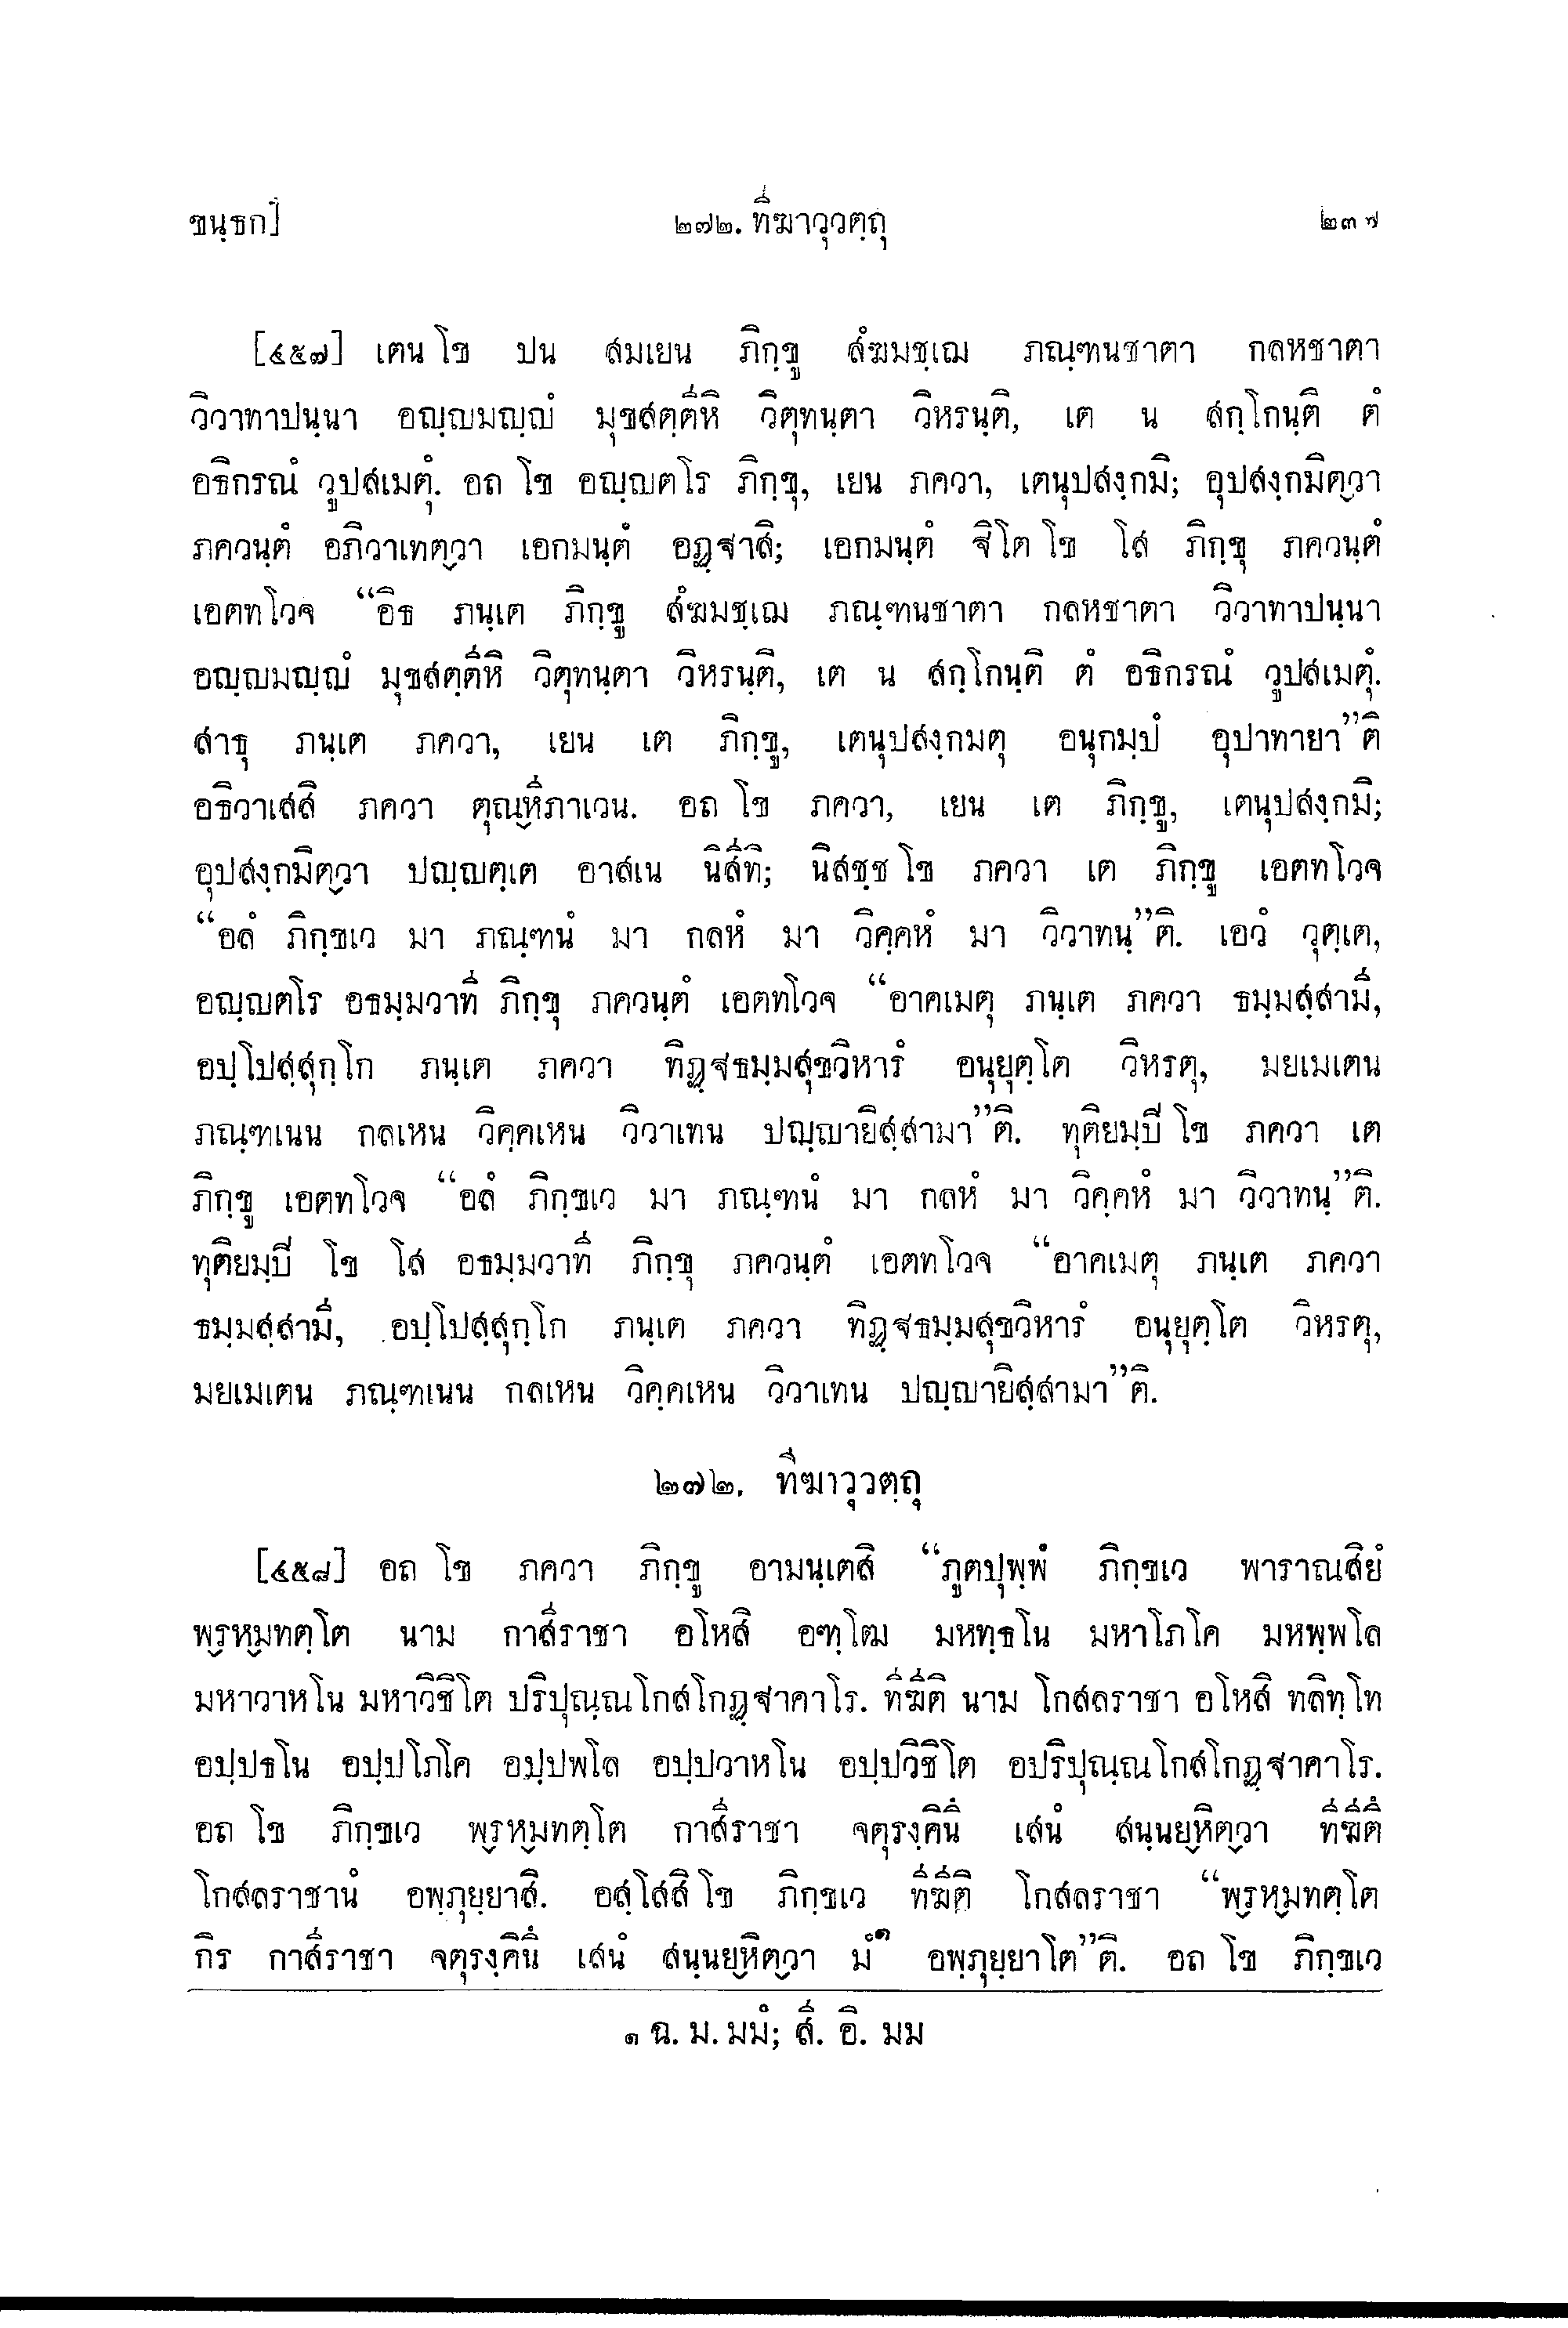 ขนฺธกํ]
๒๗๒. ทีฆาวุวตฺถุ
๒๓๗
[๔๕๗] เตน โข ปน สมเยน ภิกฺขู สํฆมชฺเฌ ภณฺฑนชาตา กลหชาตา
วิวาทาปนฺนา อญฺญมญฺญํ มุขสตฺตีหิ วิตุทนฺตา วิหรนฺติ, เต น สกฺโกนฺติ ตํ
อธิกรณํ วูปสเมตุํ. อถ โข อญฺญตโร ภิกฺขุ, เยน ภควา, เตนุปสงฺกมิ; อุปสงฺกมิตฺวา
ภควนฺตํ อภิวาเทตฺวา เอกมนฺตํ อฏฺฐาสิ; เอกมนฺตํ ฐิโต โข โส ภิกฺขุ ภควนฺตํ
เอตทโวจ “อิธ ภนฺเต ภิกฺขู สํฆมชฺเฌ ภณฺฑนชาตา กลหชาตา วิวาทาปนฺนา
อญฺญมญฺญํ มุขสตฺตีหิ วิตุทนฺตา วิหรนฺติ, เต น สกฺโกนฺติ ตํ อธิกรณํ วูปสเมตุํ.
สาธุ ภนฺเต ภควา, เยน เต ภิกฺขู, เตนุปสงฺกมตุ อนุกมฺปํ อุปาทายา”ติ
อธิวาเสสิ ภควา ตุณฺหีภาเวน. อถ โข ภควา, เยน เต ภิกฺขู, เตนุปสงฺกมิ;
อุปสงฺกมิตฺวา ปญฺญตฺเต อาสเน นิสีทิ; นิสชฺช โข ภควา เต ภิกฺขู เอตทโวจ
“อลํ ภิกฺขเว มา ภณฺฑนํ มา กลหํ มา วิคฺคหํ มา วิวาทนฺ”ติ. เอวํ วุตฺเต,
อญฺญตโร อธมฺมวาที ภิกฺขุ ภควนฺตํ เอตทโวจ “อาคเมตุ ภนฺเต ภควา ธมฺมสฺสามี,
อปฺโปสฺสุกฺโก ภนฺเต ภควา ทิฏฺฐธมฺมสุขวิหารํ อนุยุตฺโต วิหรตุ, มยเมเตน
ภณฺฑเนน กลเหน วิคฺคเหน วิวาเทน ปญฺญายิสฺสามา”ติ. ทุติยมฺปิ โข ภควา เต
ภิกฺขู เอตทโวจ “อลํ ภิกฺขเว มา ภณฺฑนํ มา กลหํ มา วิคฺคหํ มา วิวาทนฺ”ติ.
ทุติยมฺปิ โข โส อธมฺมวาที ภิกฺขุ ภควนฺตํ เอตทโวจ “อาคเมตุ ภนฺเต ภควา
ธมฺมสฺสามี, อปฺโปสฺสุกฺโก ภนฺเต ภควา ทิฏฺฐธมฺมสุขวิหารํ อนุยุตฺโต วิหรตุ,
มยเมเตน ภณฺฑเนน กลเหน วิคฺคเหน วิวาเทน ปญฺญายิสฺสามา”ติ.
๒๗๒. ทีฆาวุวตฺถุ
[๔๕๘] อถ โข ภควา ภิกฺขู อามนฺเตสิ “ภูตปุพฺพํ ภิกฺขเว พาราณสิยํ
พฺรหฺมทตฺโต นาม กาสีราชา อโหสิ อฑฺโฒ มหทฺธโน มหาโภโค มหพฺพโล
มหาวาหโน มหาวิชิโต ปริปุณฺณโกสโกฏฺฐาคาโร. ทีฆีติ นาม โกสลราชา อโหสิ ทลิทฺโท
อปฺปธโน อปฺปโภโค อปฺปพโล อปฺปวาหโน อปฺปวิชิโต อปริปุณฺณโกสโกฏฺฐาคาโร.
อถ โข ภิกฺขเว พฺรหฺมทตฺโต กาสีราชา จตุรงฺคินึ เสนํ สนฺนยฺหิตฺวา ทีฆีตึ
โกสลราชานํ อพฺภุยฺยาสิ. อสฺโสสิ โข ภิกฺขเว ทีฆีติ โกสลราชา “พฺรหฺมทตฺโต
กิร กาสีราชา จตุรงฺคินึ เสนํ สนฺนยฺหิตฺวา มํ๑ อพฺภุยฺยาโต”ติ. อถ โข ภิกฺขเว
๑ ฉ. ม. มมํ; สี. อิ. มม